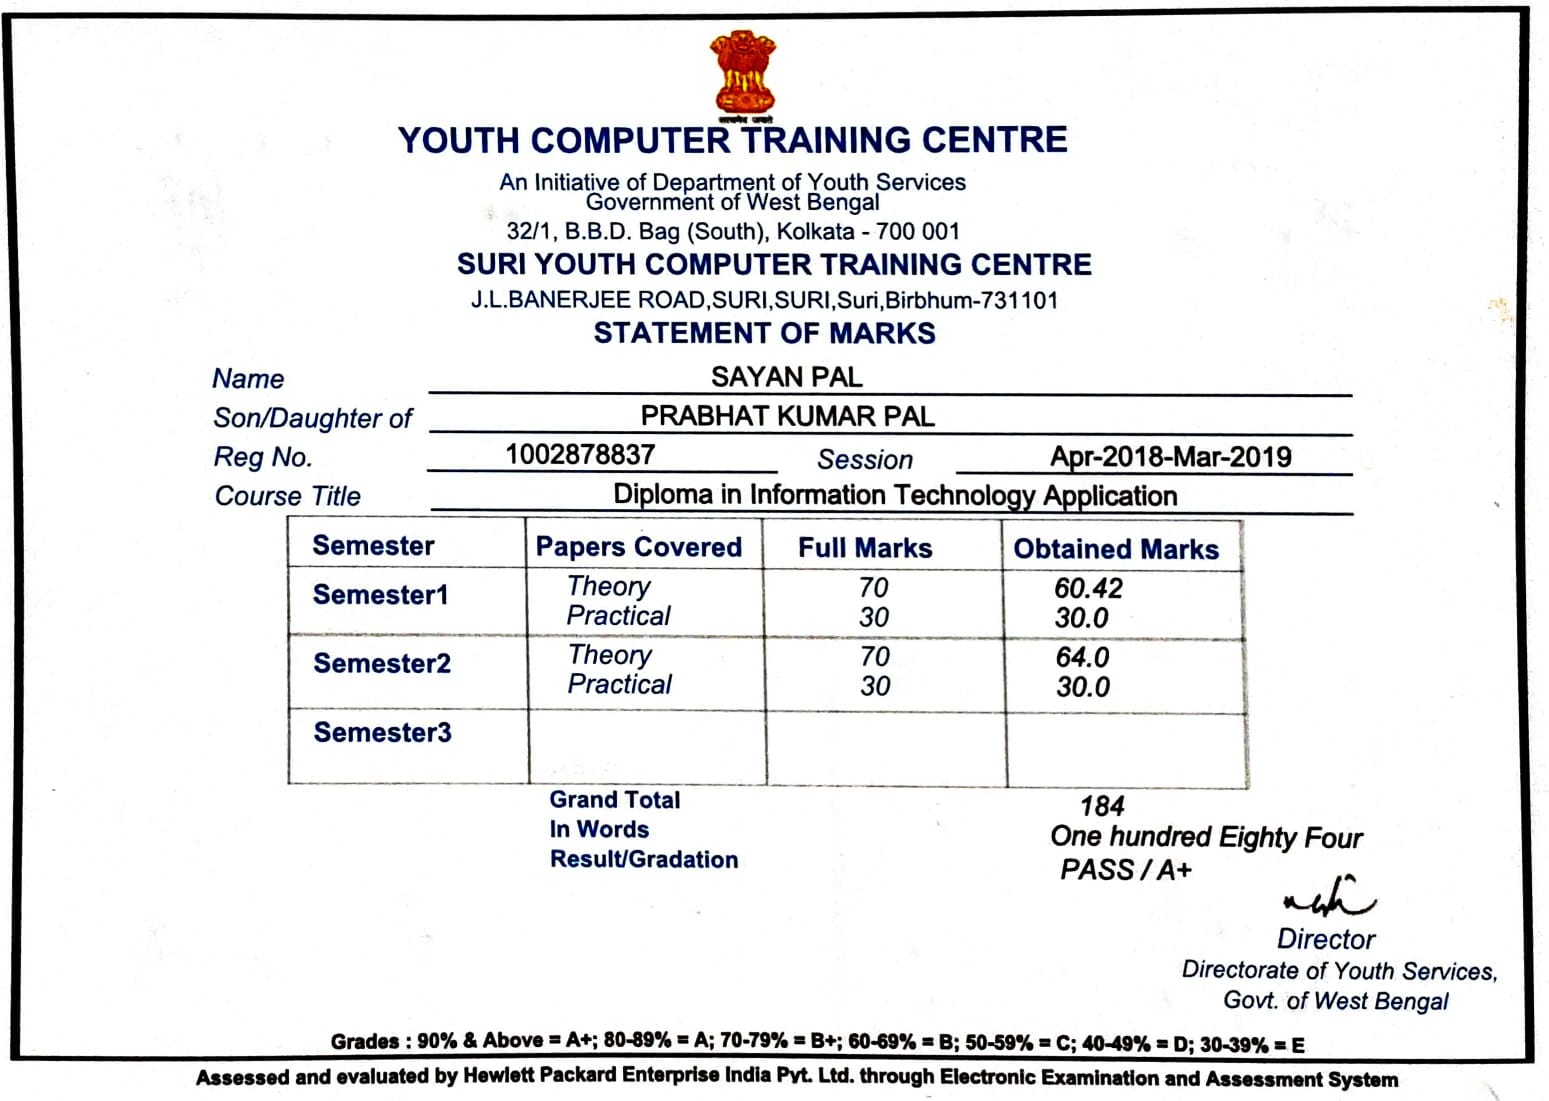 सत्यमेव जयते
YOUTH COMPUTER TRAINING CENTRE
An Initiative of Department of Youth Services
Government of West Bengal
32/1, B.B.D. Bag (South), Kolkata - 700 001
SURI YOUTH COMPUTER TRAINING CENTRE
J.L.BANERJEE ROAD,SURI,SURI,Suri,Birbhum-731101
STATEMENT OF MARKS
Name SAYAN PAL
Son/Daughter of PRABHAT KUMAR PAL
Reg No. 1002878837 Session Apr-2018-Mar-2019
Course Title Diploma in Information Technology Application
Semester Papers Covered Full Marks Obtained Marks
Semester1 Theory 70 60.42
Practical 30 30.0
Semester2 Theory 70 64.0
Practical 30 30.0
Semester3
Grand Total 184
In Words One hundred Eighty Four
Result/Gradation PASS / A+
Director
Directorate of Youth Services,
Govt. of West Bengal
Grades : 90% & Above = A+; 80-89% = A; 70-79% = B+; 60-69% = B; 50-59% = C; 40-49% = D; 30-39% = E
Assessed and evaluated by Hewlett Packard Enterprise India Pvt. Ltd. through Electronic Examination and Assessment System